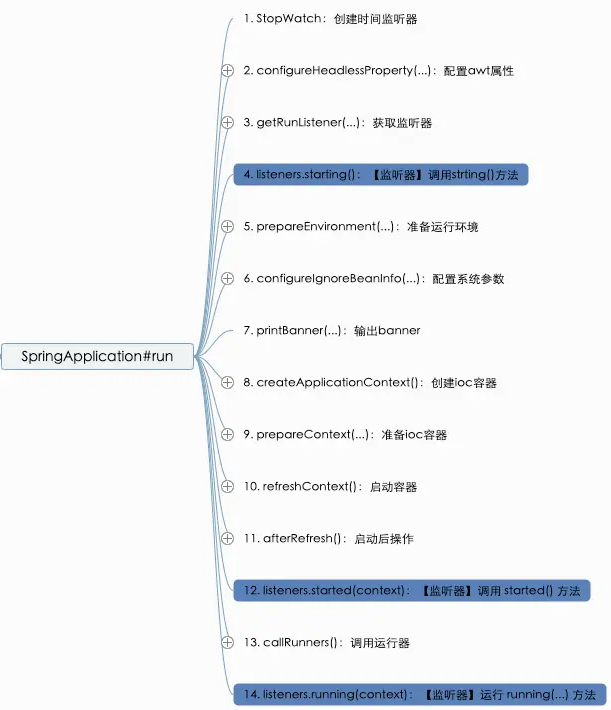 1. StopWatch：创建时间监听器
2. configureHeadlessProperty(...)：配置awt属性
3. getRunListener(...)：获取监听器
4. listeners.starting()：【监听器】调用strting()方法
5. prepareEnvironment(...)：准备运行环境
6. configureIgnoreBeanInfo(...)：配置系统参数
7. printBanner(...)：输出banner
SpringApplication#run
8. createApplicationContext()：创建ioc容器
9. prepareContext(...)：准备ioc容器
10. refreshContext()：启动容器
11. afterRefresh()：启动后操作
12. listeners.started(context)：【监听器】调用 started() 方法
13. callRunners()：调用运行器
14. listeners.running(context)：【监听器】运行 running(...) 方法